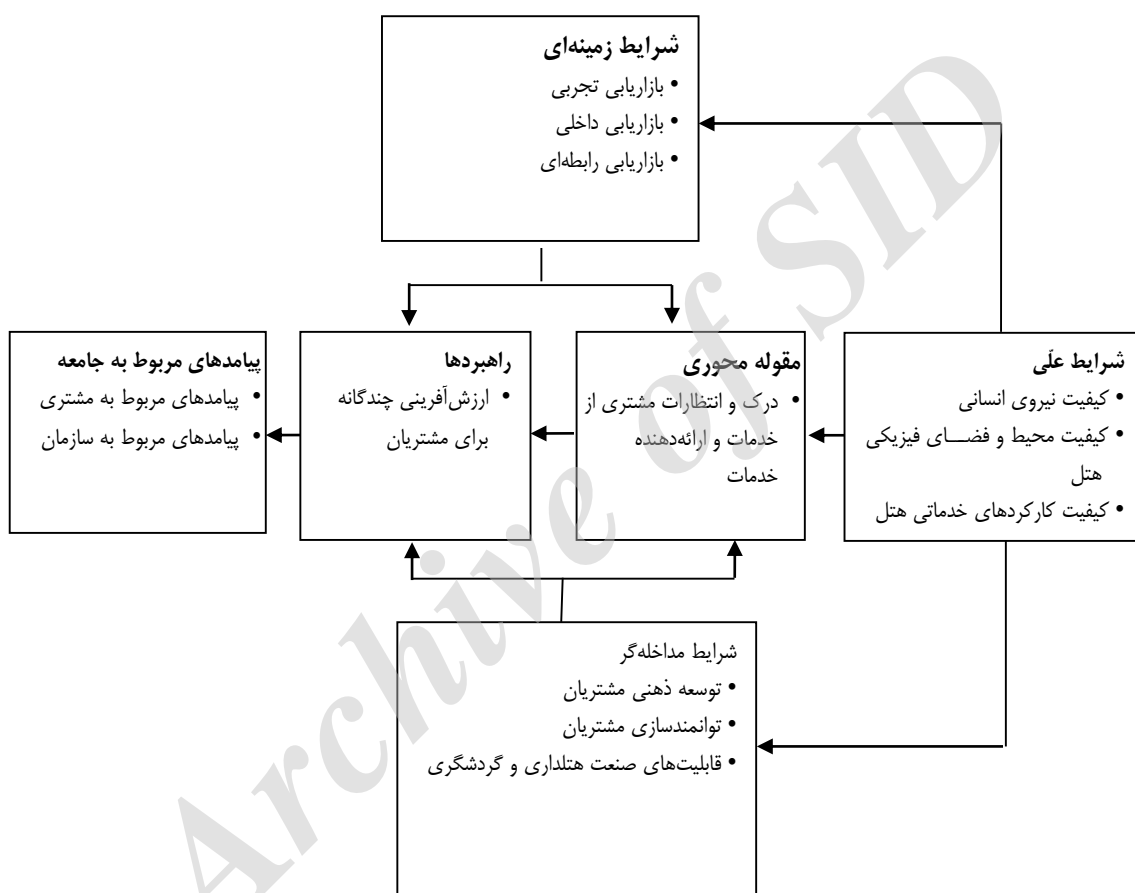 شرایط زمینه‌ای
• بازاریابی تجربی
• بازاریابی داخلی
• بازاریابی رابطه‌ای
شرایط علّی
• کیفیت نیروی انسانی
• کیفیت محیط و فضــای فیزیکی
هتل
• کیفیت کارکردهای خدماتی هتل
مقوله محوری
• درک و انتظارات مشتری از
خدمات و ارائه‌دهنده
خدمات
راهبردها
• ارزش‌آفرینی چندگانه
برای مشتریان
پیامدهای مربوط به جامعه
• پیامدهای مربوط به مشتری
• پیامدهای مربوط به سازمان
شرایط مداخله‌گر
• توسعه ذهنی مشتریان
• توانمندسازی مشتریان
• قابلیت‌های صنعت هتلداری و گردشگری
Archive of SID